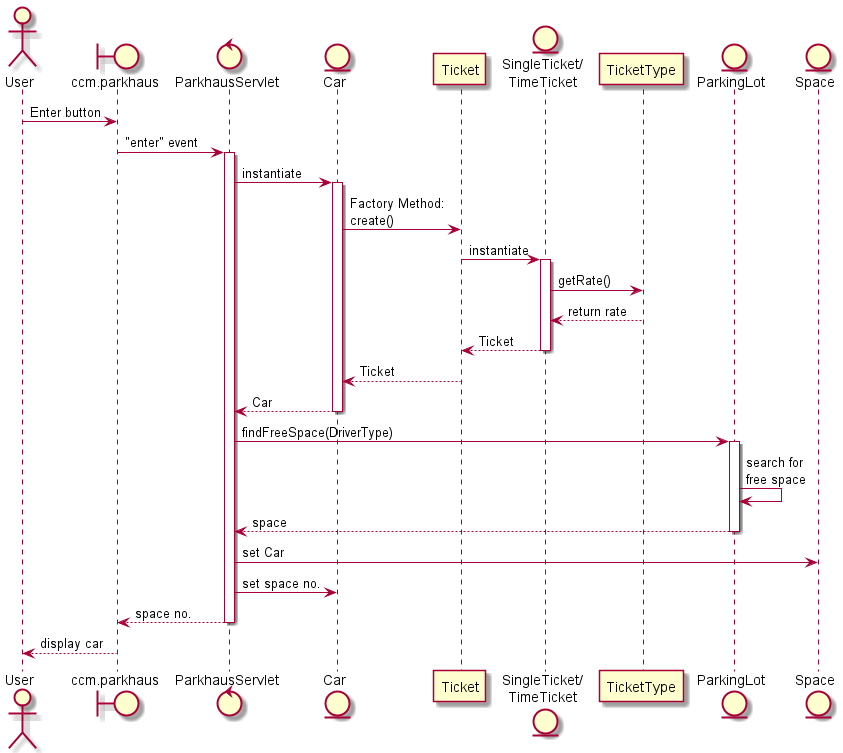 User
ccm.parkhaus
ParkhausServlet
Car
Ticket
SingleTicket/
TimeTicket
TicketType
ParkingLot
Space
Enter button
"enter" event
instantiate
Factory Method:
create()
instantiate
getRate()
return rate
Ticket
Ticket
Car
findFreeSpace(DriverType)
search for
free space
space
set Car
set space no.
space no.
display car
User
ccm.parkhaus
ParkhausServlet
Car
Ticket
SingleTicket/
TimeTicket
TicketType
ParkingLot
Space